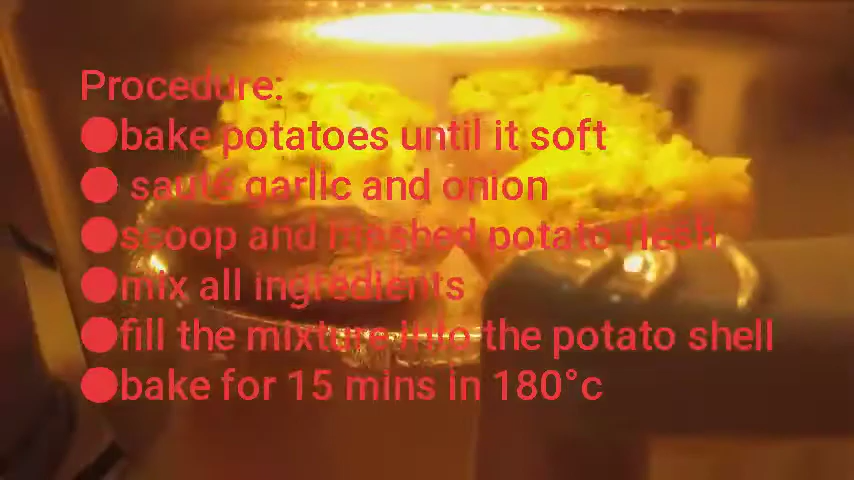 Procedure:
●bake potatoes until it soft
● sauté garlic and onion
●scoop and mashed potato flesh
●mix all ingredients
●fill the mixture into the potato shell
●bake for 15 mins in 180°c